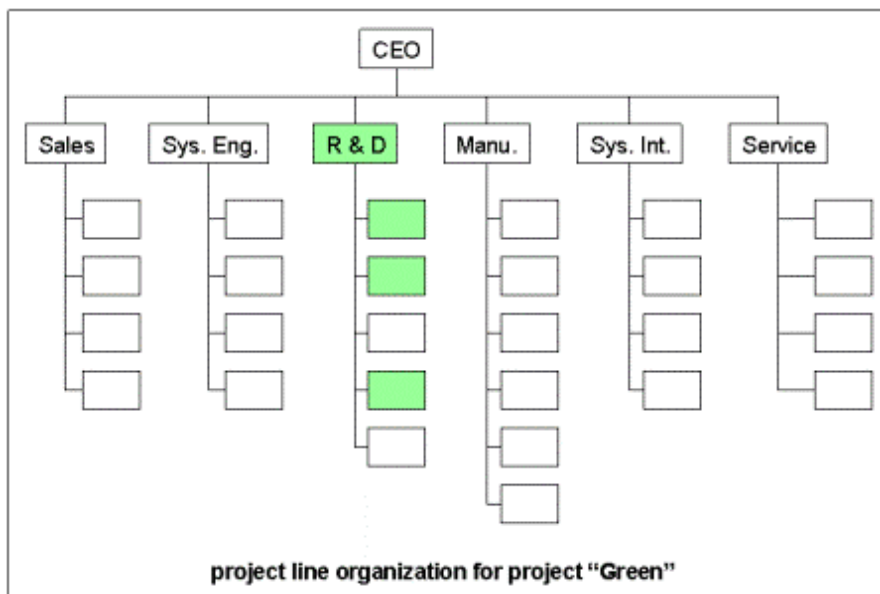 CEO
Sales Sys. Eng. R & D Manu. Sys. Int. Service
project line organization for project “Green”